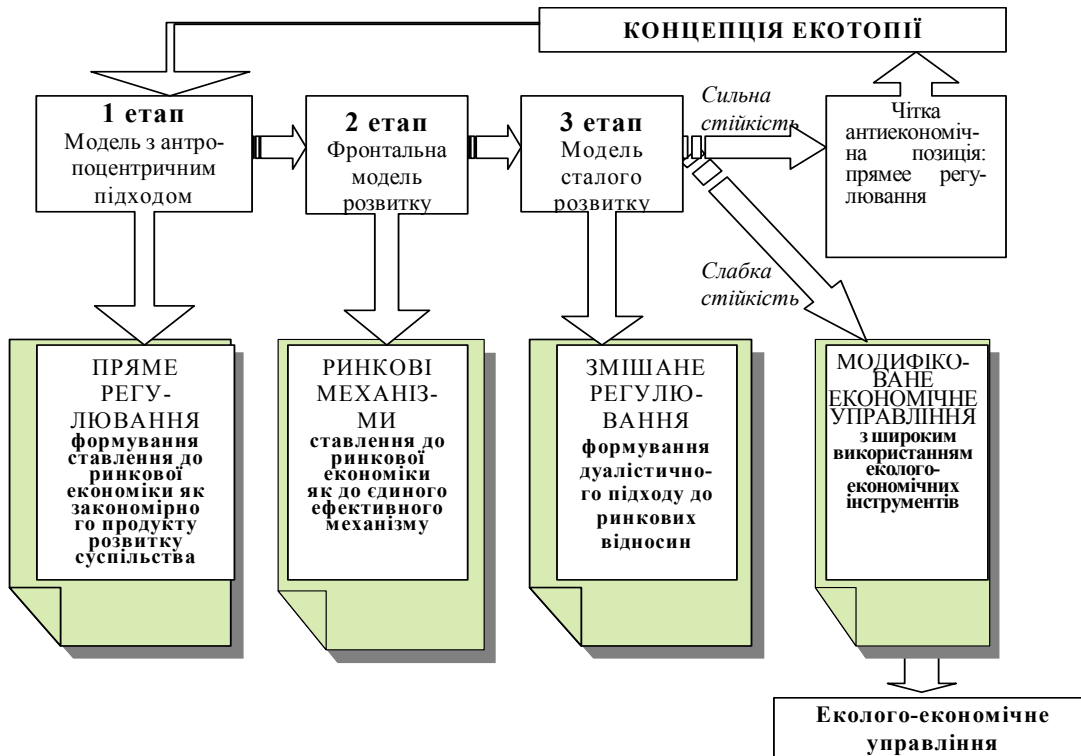 КОНЦЕПЦІЯ ЕКОТОПІЇ
1 етап
Модель з антро-
поцентричним
підходом
2 етап
Фронтальна
модель
розвитку
3 етап
Модель
сталого
розвитку
Сильна
стійкість
Чітка
антиекономіч-
на позиція:
прямее регу-
лювання
Слабка
стійкість
ПРЯМЕ
РЕГУ-
ЛЮВАННЯ
формування
ставлення до
ринкової
економіки як
закономірно
го продукту
розвитку
суспільства
РИНКОВІ
МЕХАНІЗ-
МИ
ставлення до
ринкової
економіки
як до єдиного
ефективного
механізму
ЗМІШАНЕ
РЕГУЛЮ-
ВАННЯ
формування
дуалістично-
го підходу до
ринкових
відносин
МОДИФІКО-
ВАНЕ
ЕКОНОМІЧНЕ
УПРАВЛІННЯ
з широким
використанням
еколого-
економічних
інструментів
Еколого-економічне
управління